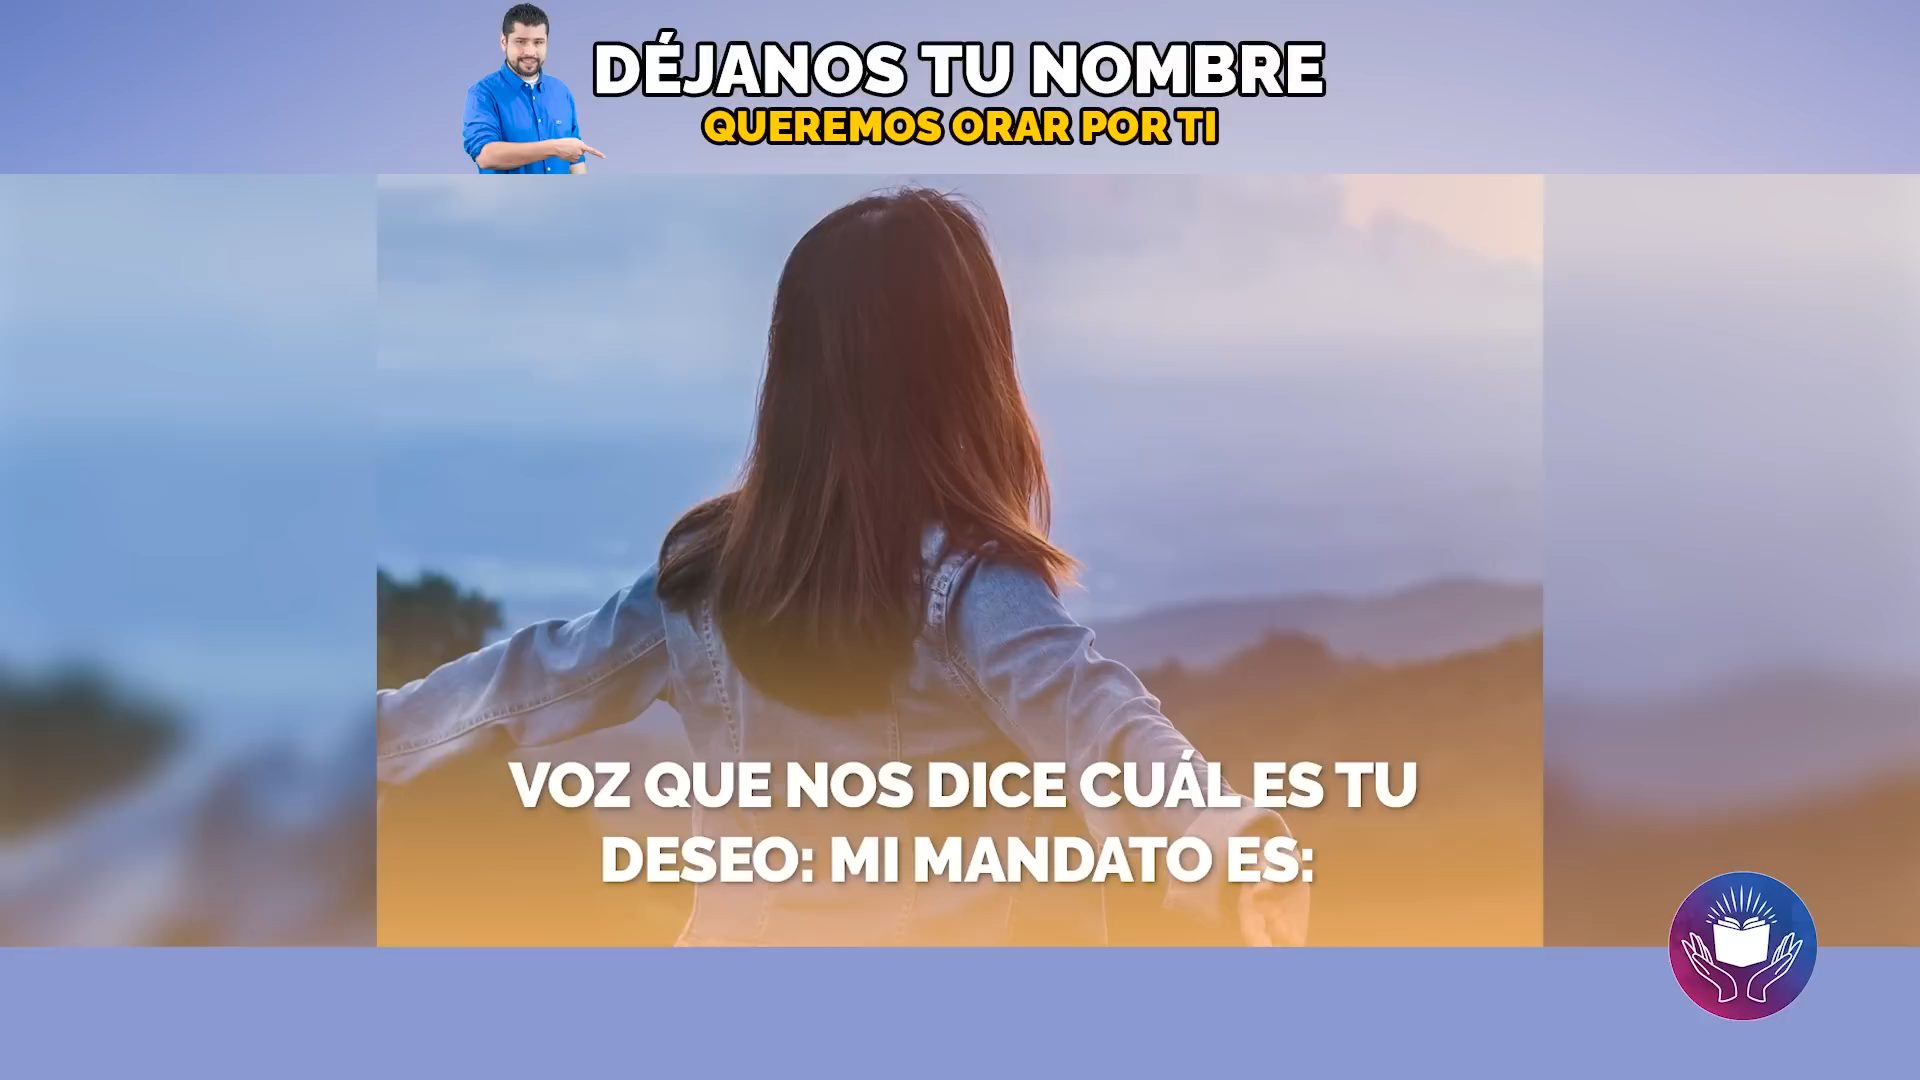 DÉJANOS TU NOMBRE
QUEREMOS ORAR POR TI
VOZ QUE NOS DICE CUÁL ES TU
DESEO: MI MANDATO ES: